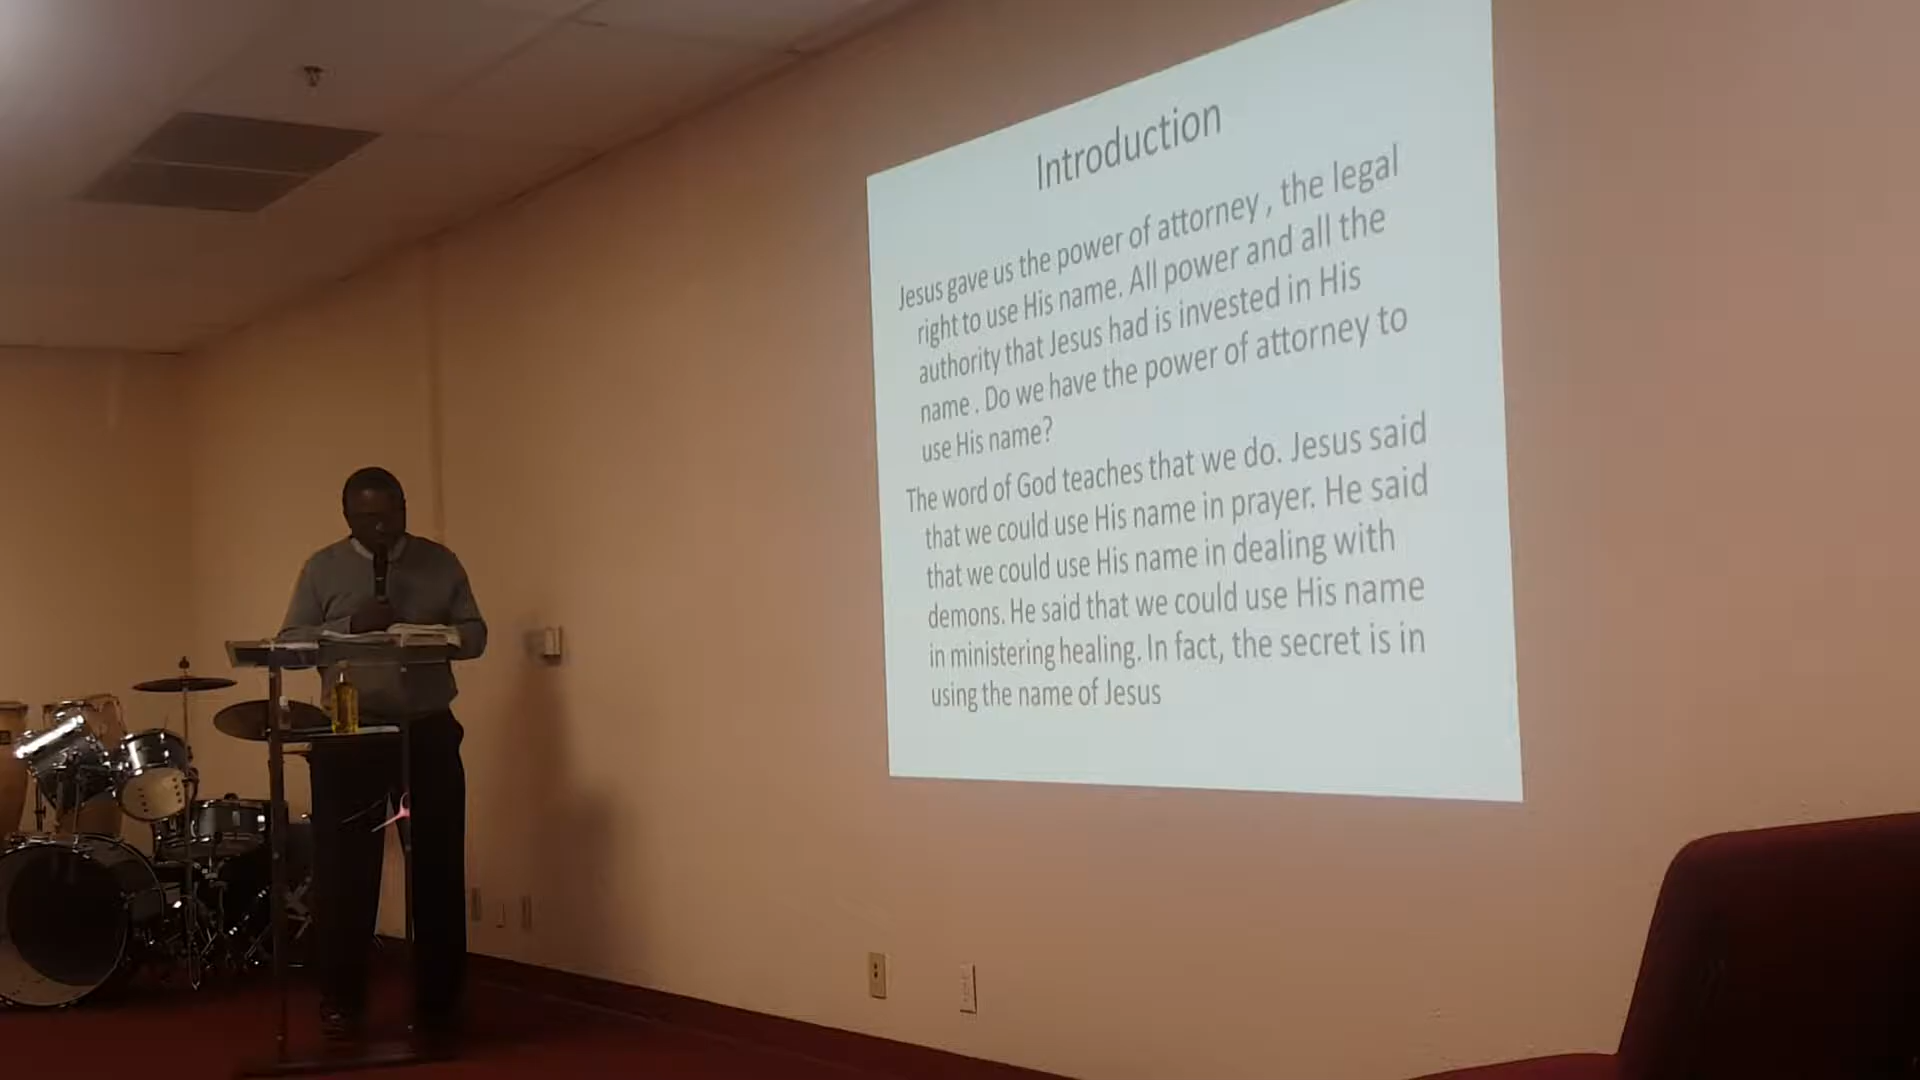 Introduction
Jesus gave us the power of attorney , the legal
right to use His name. All power and all the
authority that Jesus had is invested in His
name . Do we have the power of attorney to
use His name?
The word of God teaches that we do. Jesus said
that we could use His name in prayer. He said
that we could use His name in dealing with
demons. He said that we could use His name
in ministering healing. In fact, the secret is in
using the name of Jesus